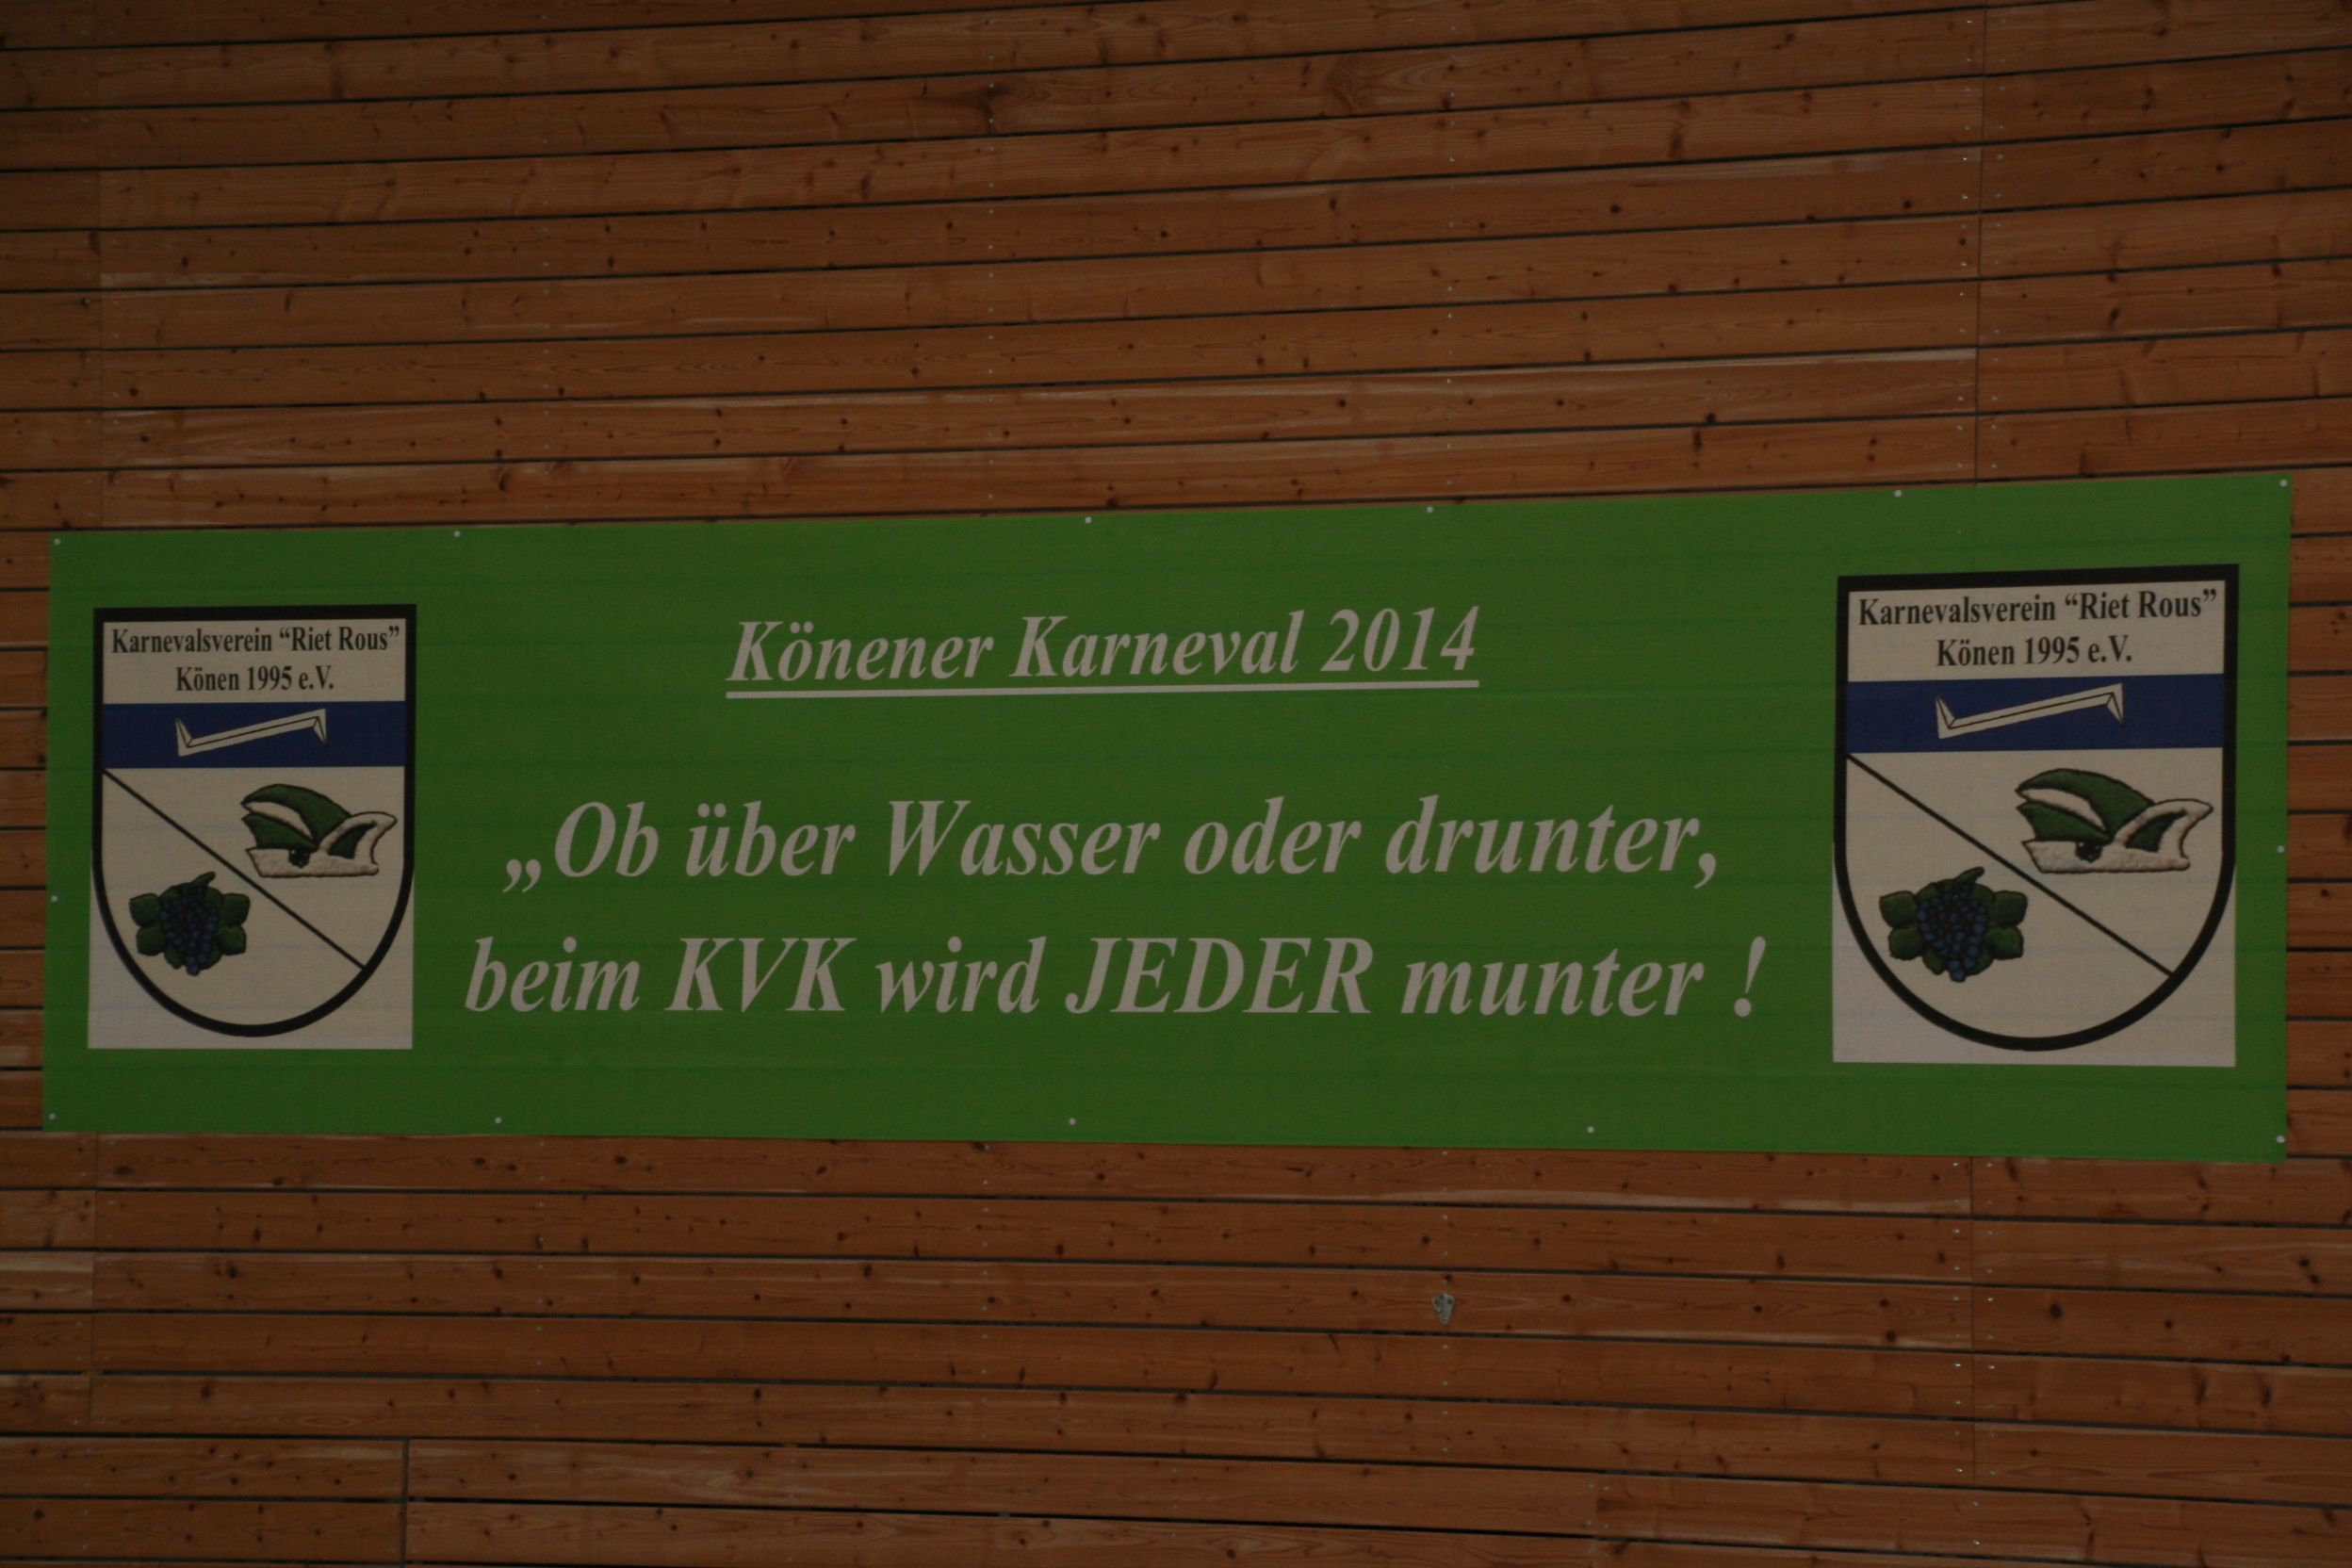 Karnevalsverein “Riet Rous”
Könen 1995 e.V.
Könener Karneval 2014
„Ob über Wasser oder drunter,
beim KVK wird JEDER munter !
Karnevalsverein “Riet Rous”
Könen 1995 e.V.